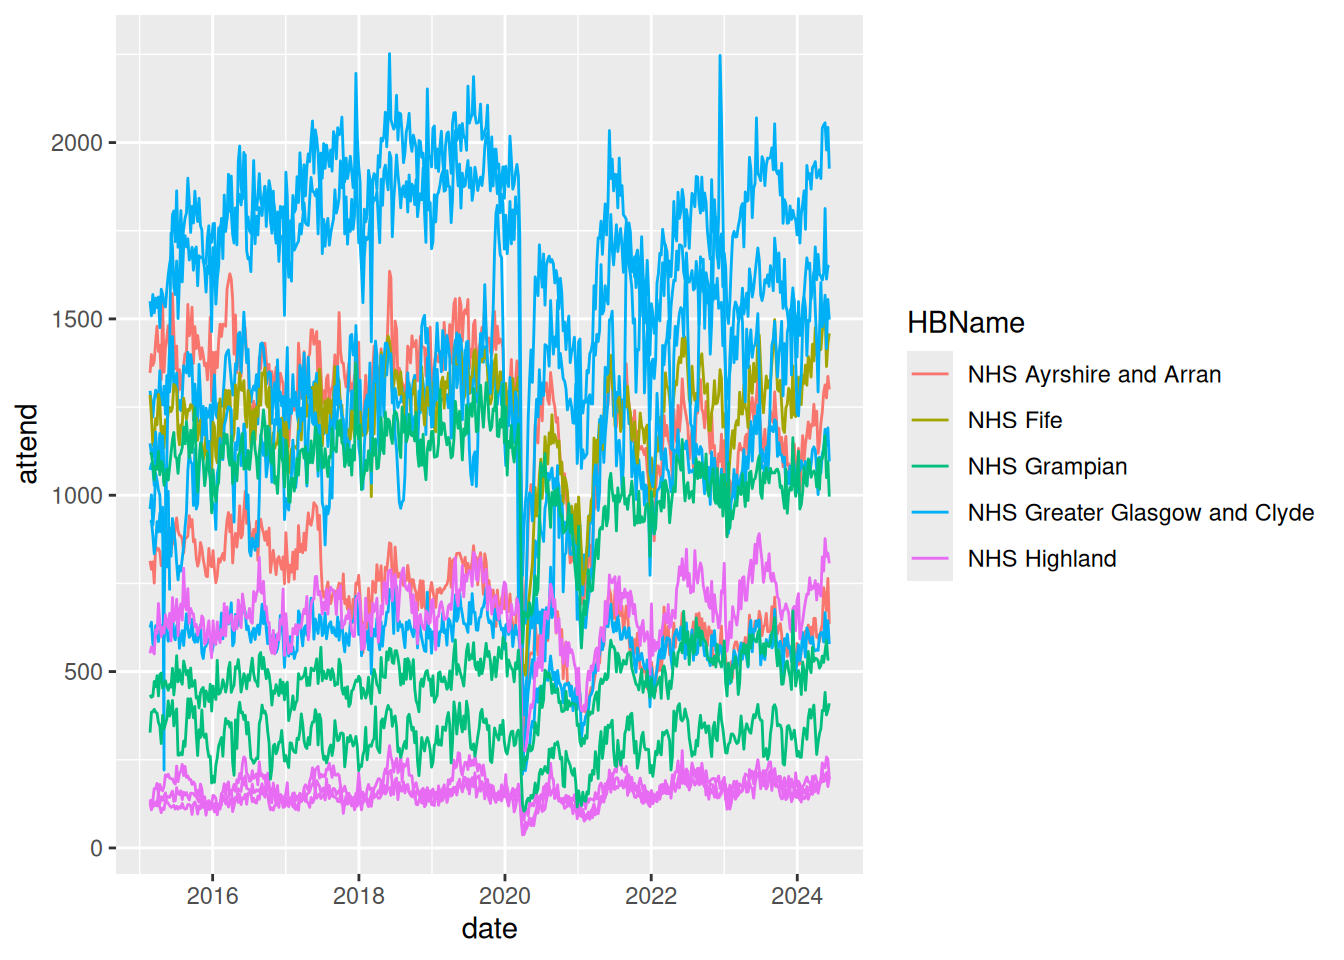 2000
1500
1000
500
0
attend
2016 2018 2020 2022 2024
date
HBName
NHS Ayrshire and Arran
NHS Fife
NHS Grampian
NHS Greater Glasgow and Clyde
NHS Highland